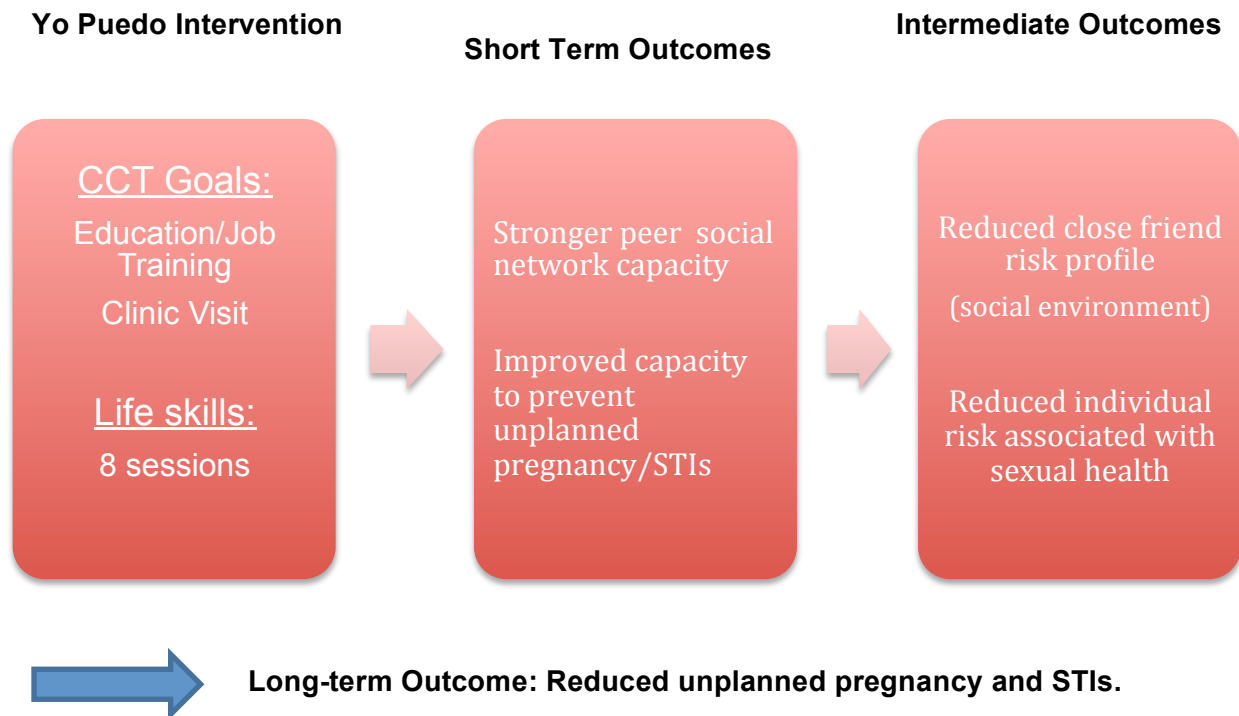 Yo Puedo Intervention
Short Term Outcomes
Intermediate Outcomes
CCT Goals:
Education/Job
Training
Clinic Visit
Life skills:
8 sessions
Stronger peer social
network capacity
Improved capacity
to prevent
unplanned
pregnancy/STIs
Reduced close friend
risk profile
(social environment)
Reduced individual
risk associated with
sexual health
Long-term Outcome: Reduced unplanned pregnancy and STIs.